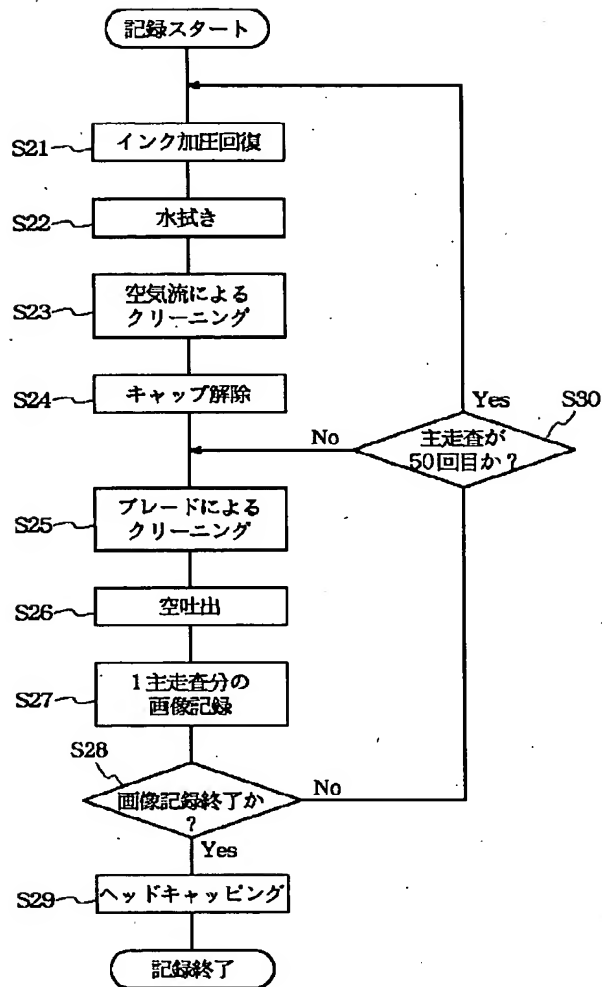 記録スタート
S21
インク加圧回復
S22
水拭き
S23
空気流による
クリーニング
S24
キャップ解除
Yes
S30
No
主走査が
50回目か?
S25
ブレードによる
クリーニング
S26
空吐出
S27
1主走査分の
画像記録
S28
画像記録終了か
?
No
Yes
S29
ヘッドキャッピング
記録終了